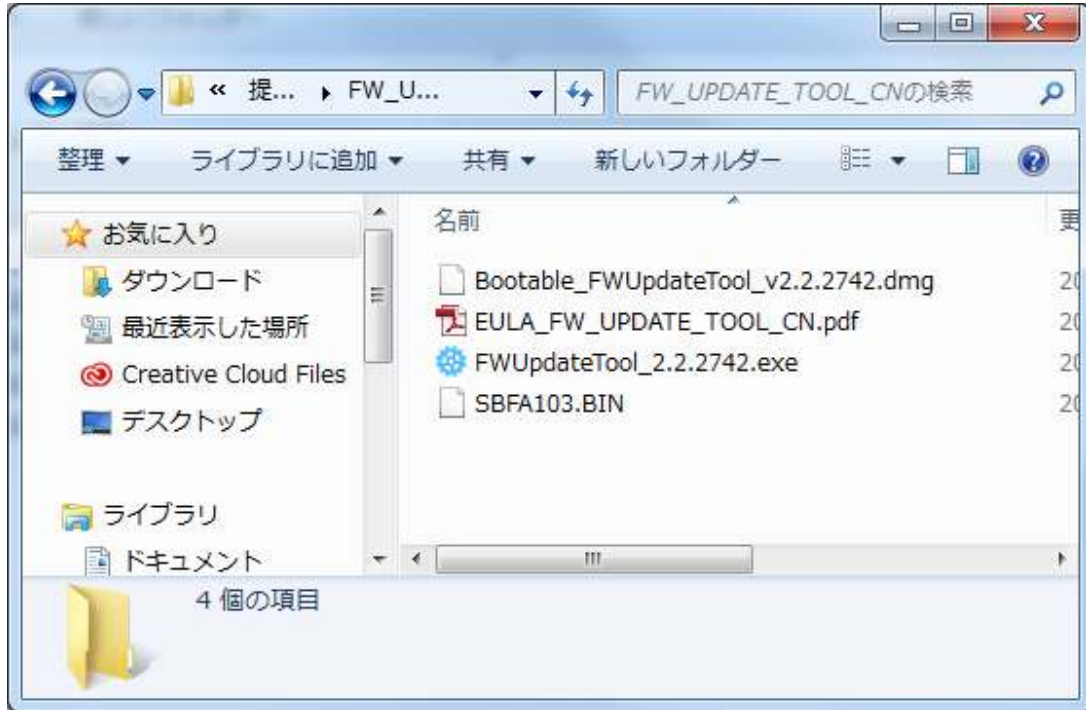 « 提... ▸ FW_U...
FW_UPDATE_TOOL_CNの検索
整理 ライブラリに追加 共有 新しいフォルダー
お気に入り
ダウンロード
最近表示した場所
Creative Cloud Files
デスクトップ
ライブラリ
ドキュメント
名前
Bootable_FWUpdateTool_v2.2.2742.dmg
EULA_FW_UPDATE_TOOL_CN.pdf
FWUpdateTool_2.2.2742.exe
SBFA103.BIN
20
20
20
20
4 個の項目